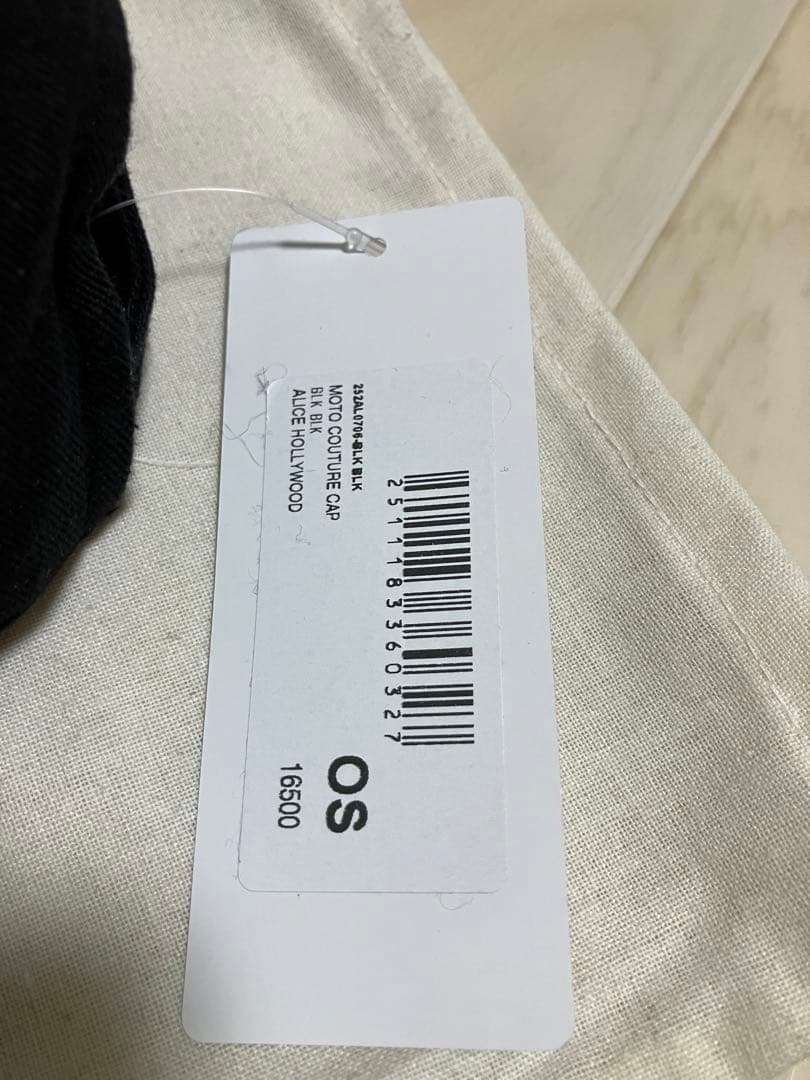 252AL0706-BLK BLK
MOTO COUTURE CAP
BLK BLK
ALICE HOLLYWOOD
2511183360327
OS
16500